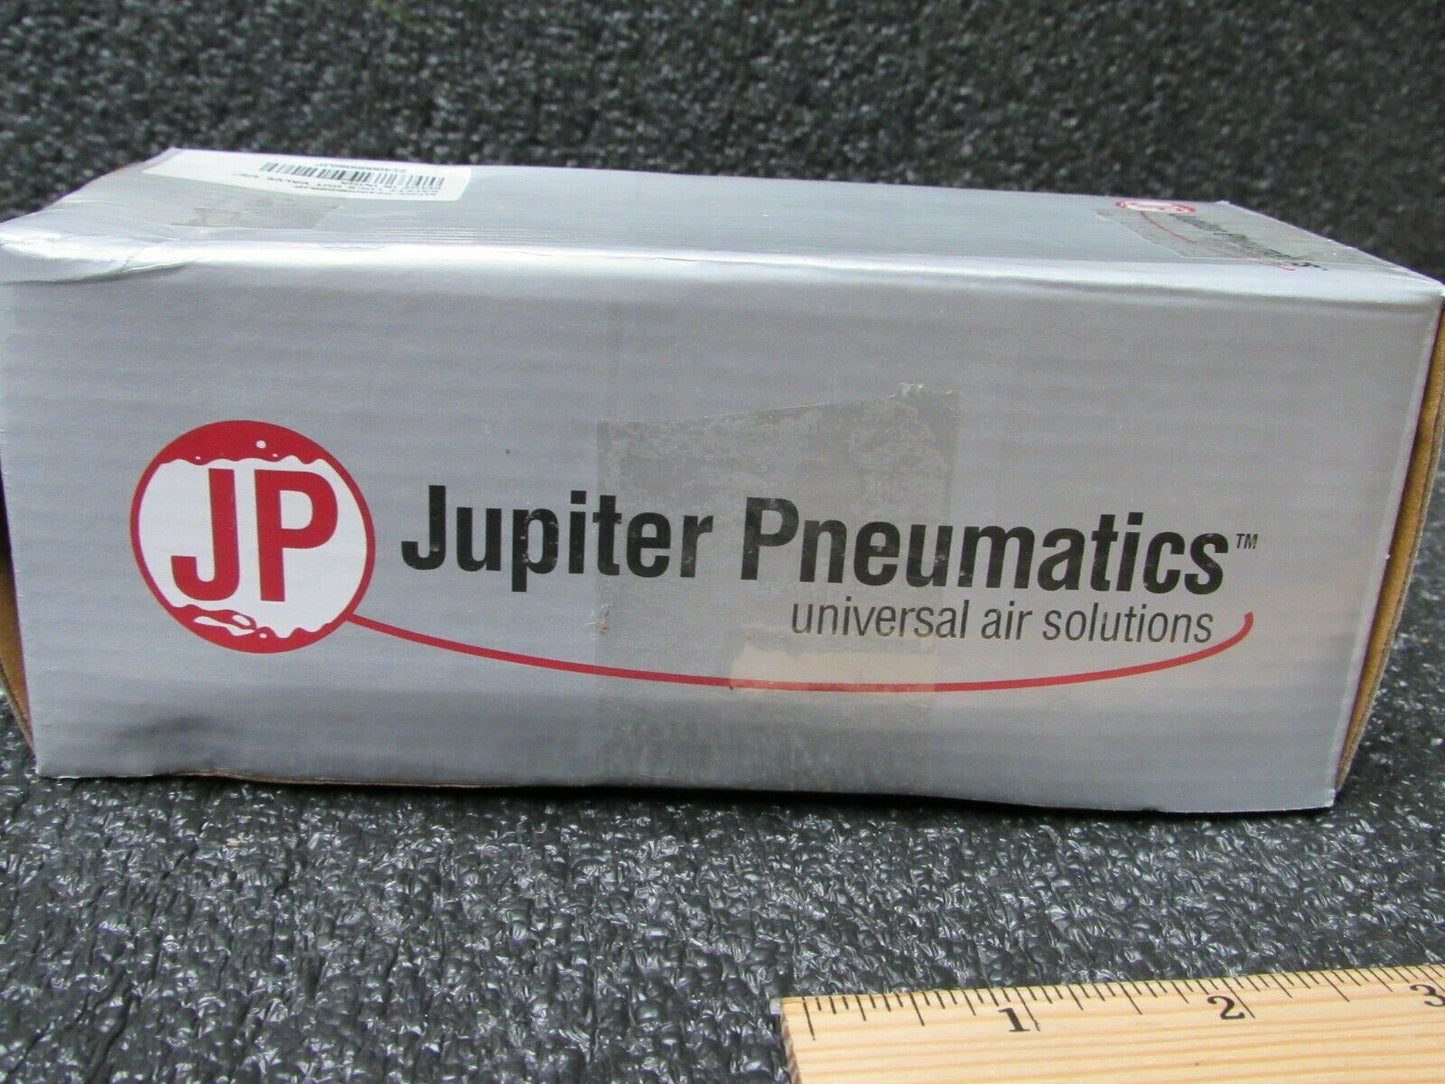 JP
Jupiter Pneumatics™
universal air solutions
1
2
3